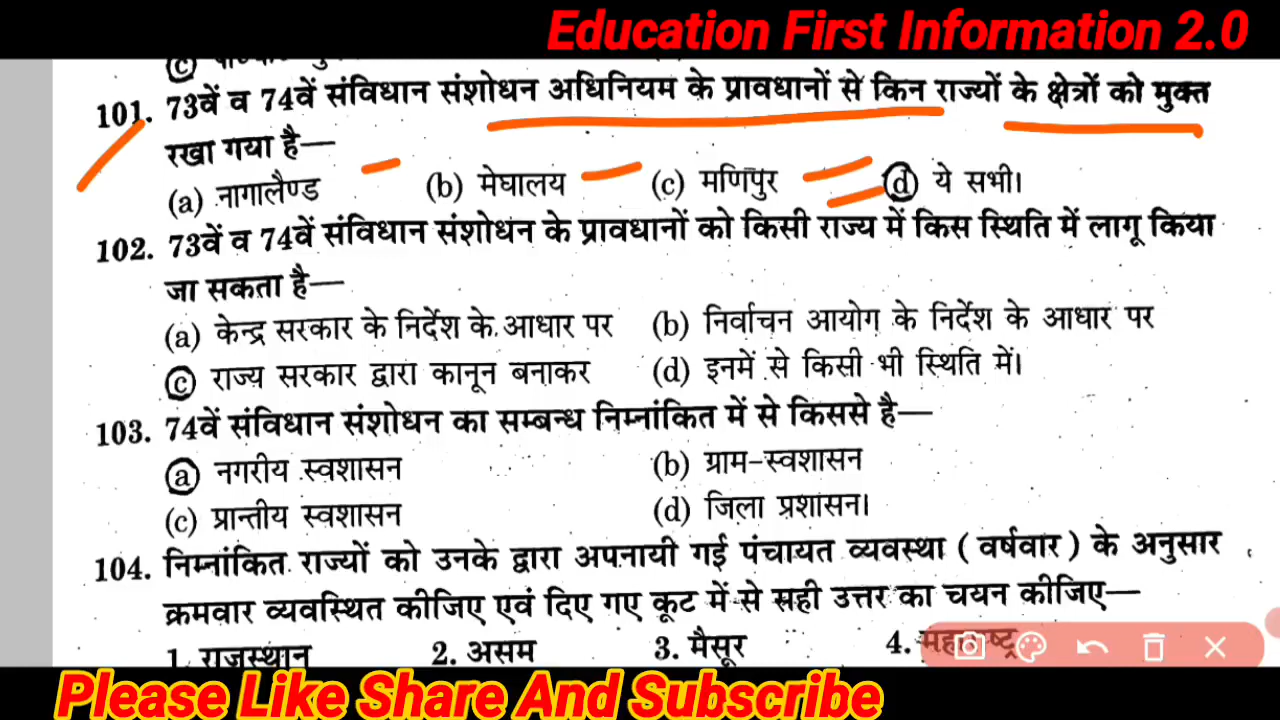 Education First Information 2.0
101. 73वें व 74वें संविधान संशोधन अधिनियम के प्रावधानों से किन राज्यों के क्षेत्रों को मुक्त
रखा गया है—
(a) नागालैण्ड (b) मेघालय (c) मणिपुर (d) ये सभी।
102. 73वें व 74वें संविधान संशोधन के प्रावधानों को किसी राज्य में किस स्थिति में लागू किया
जा सकता है—
(a) केन्द्र सरकार के निर्देश के आधार पर (b) निर्वाचन आयोग के निर्देश के आधार पर
(c) राज्य सरकार द्वारा कानून बनाकर (d) इनमें से किसी भी स्थिति में।
103. 74वें संविधान संशोधन का सम्बन्ध निम्नांकित में से किससे है—
(a) नगरीय स्वशासन (b) ग्राम-स्वशासन
(c) प्रान्तीय स्वशासन (d) जिला प्रशासन।
104. निम्नांकित राज्यों को उनके द्वारा अपनायी गई पंचायत व्यवस्था (वर्षवार) के अनुसार
क्रमवार व्यवस्थित कीजिए एवं दिए गए कूट में से सही उत्तर का चयन कीजिए—
1. राजस्थान 2. असम 3. मैसूर 4. महाराष्ट्र
Please Like Share And Subscribe